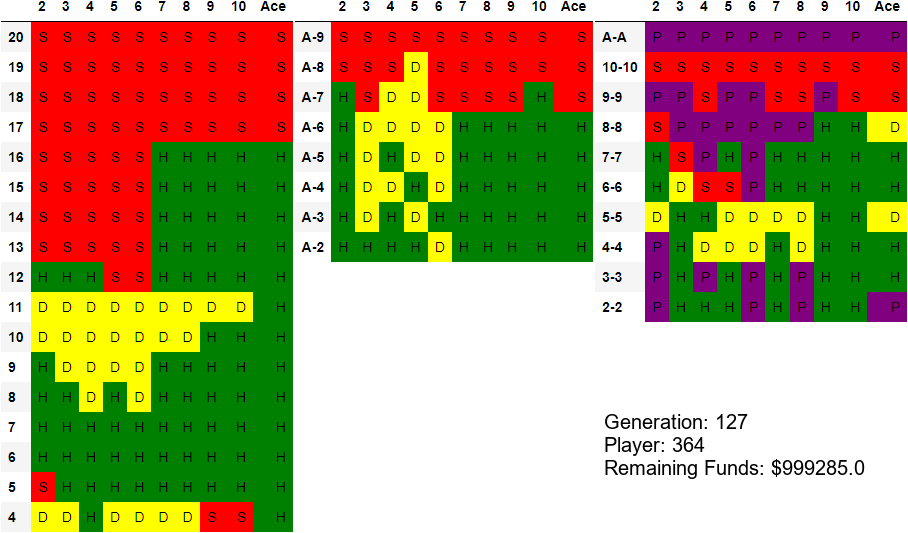 2 3 4 5 6 7 8 9 10 Ace
20 S S S S S S S S S S
19 S S S S S S S S S S
18 S S S S S S S S S S
17 S S S S S S S S S S
16 S S S S S H H H H H
15 S S S S S H H H H H
14 S S S S S H H H H H
13 S S S S S H H H H H
12 H H H S S H H H H H
11 D D D D D D D D D H
10 D D D D D D D H H H
9 H D D D D H H H H H
8 H H D H D H H H H H
7 H H H H H H H H H H
6 H H H H H H H H H H
5 S H H H H H H H H H
4 D D H D D D D S S H
2 3 4 5 6 7 8 9 10 Ace
A-9 S S S S S S S S S S
A-8 S S S D S S S S S S
A-7 H S D D S S S S H S
A-6 H D D D D H H H H H
A-5 H D H D D H H H H H
A-4 H D D H D H H H H H
A-3 H D H D H H H H H H
A-2 H H H H D H H H H H
2 3 4 5 6 7 8 9 10 Ace
A-A P P P P P P P P P P
10-10 S S S S S S S S S S
9-9 P P S P P S S P S S
8-8 S P P P P P P H H D
7-7 H S P H P H H H H H
6-6 H D S S P H H H H H
5-5 D H H D D D D H H D
4-4 P H D D D H D H H H
3-3 P H P H P H P H H H
2-2 P H H H P H P H H P
Generation: 127
Player: 364
Remaining Funds: $999285.0